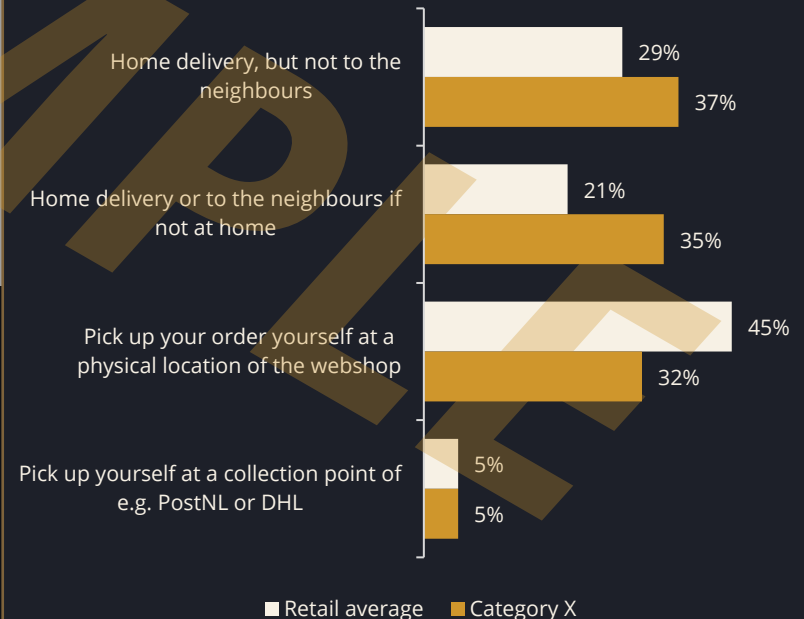 Home delivery, but not to the
neighbours
29%
37%
Home delivery or to the neighbours if
not at home
21%
35%
Pick up your order yourself at a
physical location of the webshop
45%
32%
Pick up yourself at a collection point of
e.g. PostNL or DHL
5%
5%
Retail average
Category X
MPLE